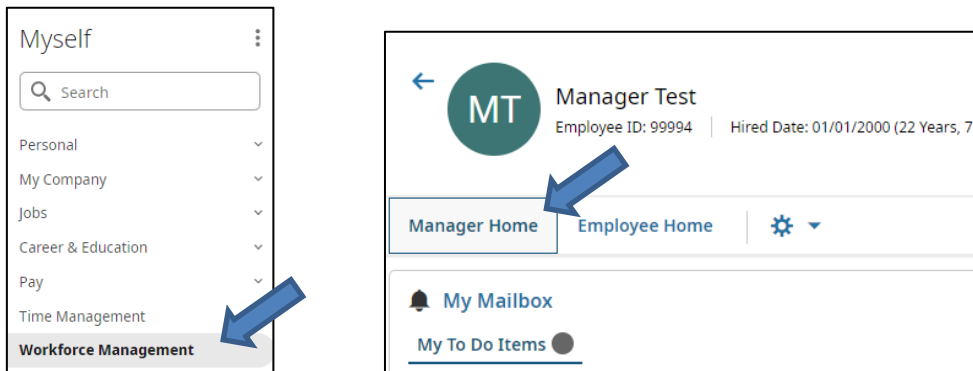 Myself
Search
Personal
My Company
Jobs
Career & Education
Pay
Time Management
Workforce Management
MT
Manager Test
Employee ID: 99994 | Hired Date: 01/01/2000 (22 Years, 7
Manager Home
Employee Home
My Mailbox
My To Do Items